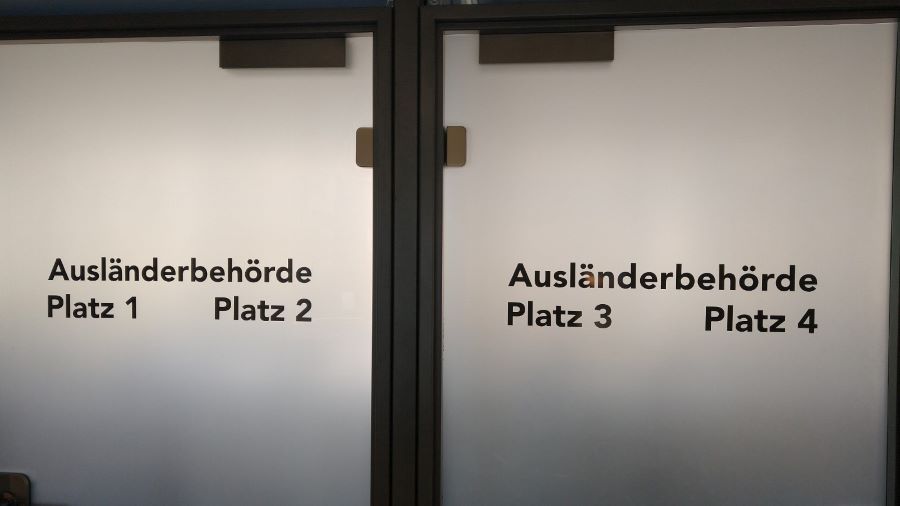 Ausländerbehörde
Platz 1 Platz 2
Ausländerbehörde
Platz 3 Platz 4